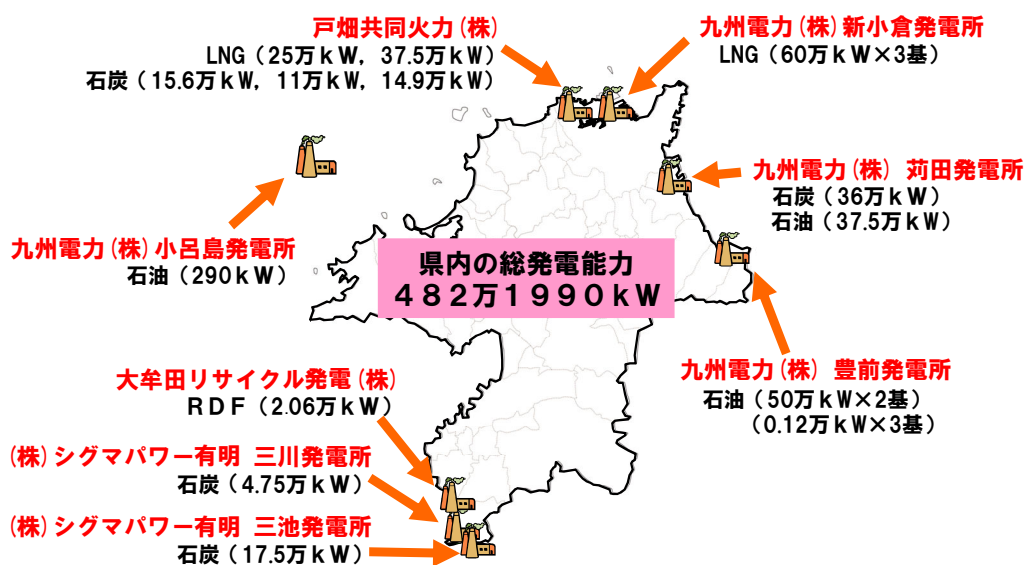 戸畑共同火力(株)
LNG（25万kW，37.5万kW）
石炭（15.6万kW，11万kW，14.9万kW）
九州電力(株)新小倉発電所
LNG（60万kW×3基）
九州電力(株) 苅田発電所
石炭（36万kW）
石油（37.5万kW）
九州電力(株)小呂島発電所
石油（290kW）
県内の総発電能力
４８２万１９９０kW
九州電力(株) 豊前発電所
石油（50万kW×2基）
（0.12万kW×3基）
大牟田リサイクル発電(株)
ＲＤＦ（2.06万kW）
(株)シグマパワー有明 三川発電所
石炭（4.75万kW）
(株)シグマパワー有明 三池発電所
石炭（17.5万kW）